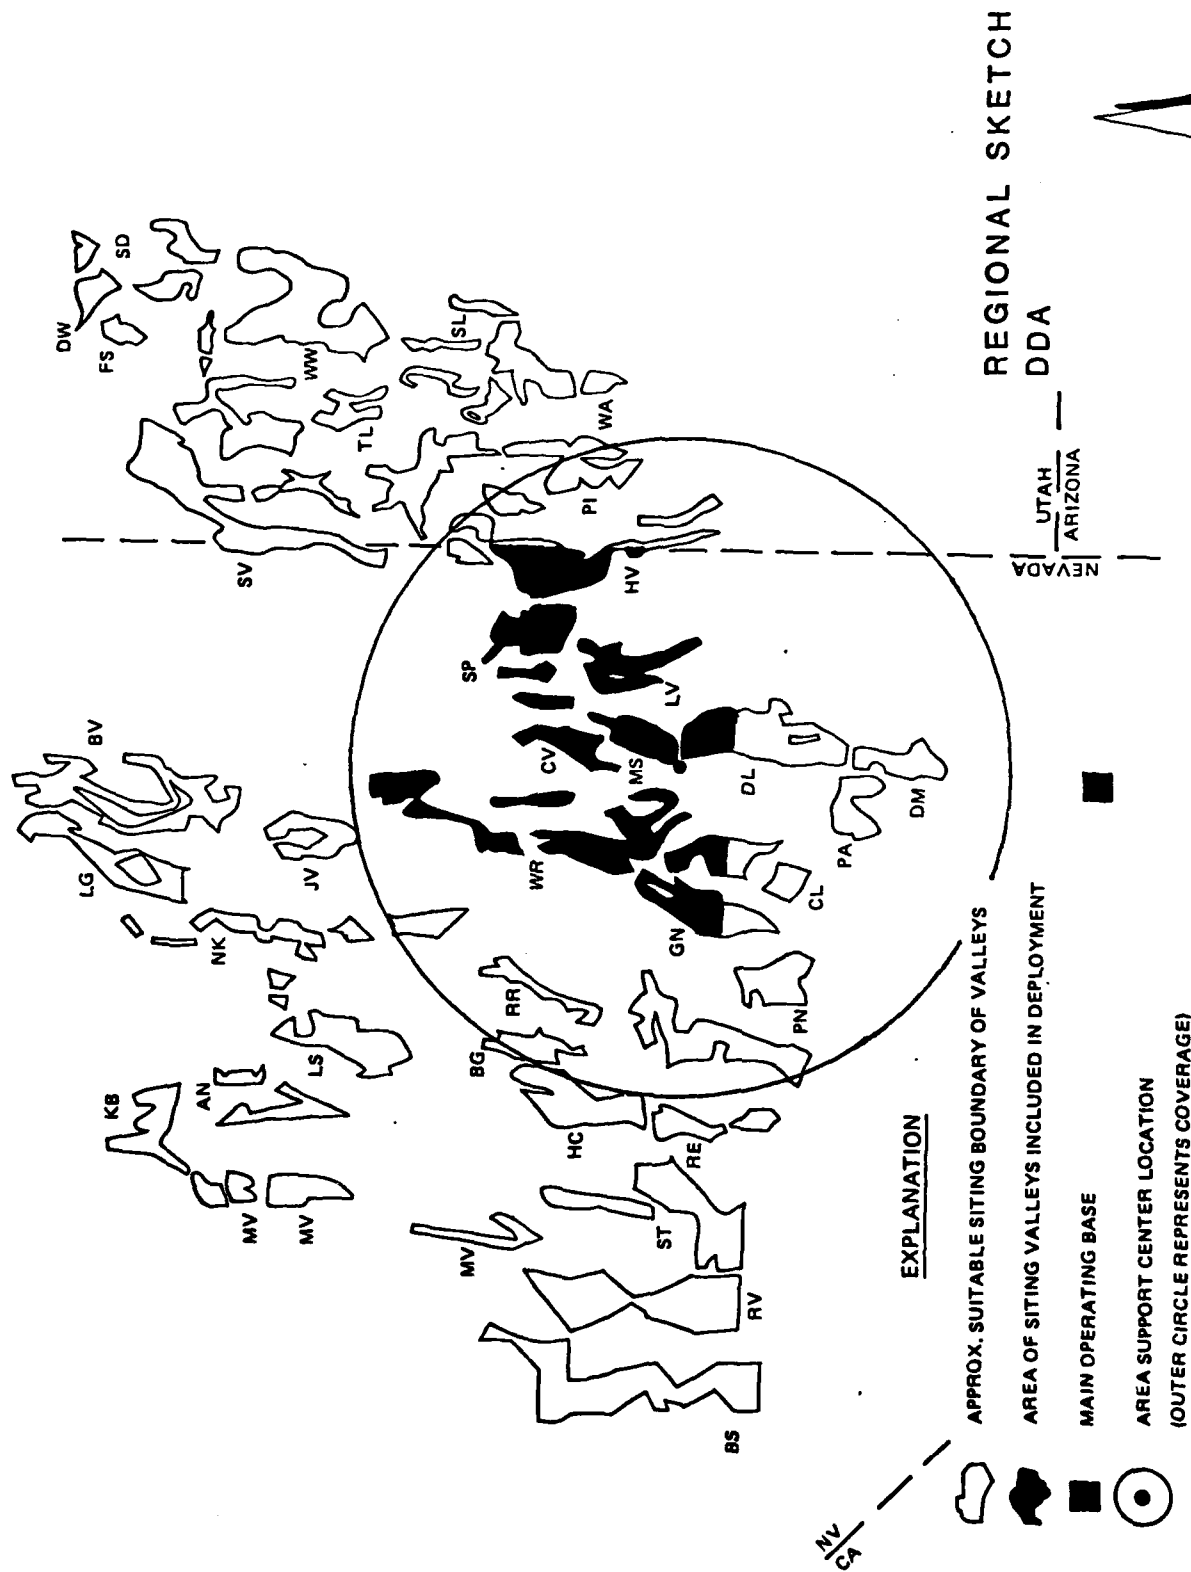 REGIONAL SKETCH
DDA
DW
SD
FS
WW
SL
TL
WA
SV
PI
HV
UTAH
ARIZONA
NEVADA
BV
LG
JV
NK
SP
LV
CV
MS
DL
WR
PA
DM
CL
GN
RR
PN
BG
LS
AN
KB
HC
RE
MV
MV
MV
ST
RV
BS
NV
CA
EXPLANATION
APPROX. SUITABLE SITING BOUNDARY OF VALLEYS
AREA OF SITING VALLEYS INCLUDED IN DEPLOYMENT
MAIN OPERATING BASE
AREA SUPPORT CENTER LOCATION
(OUTER CIRCLE REPRESENTS COVERAGE)